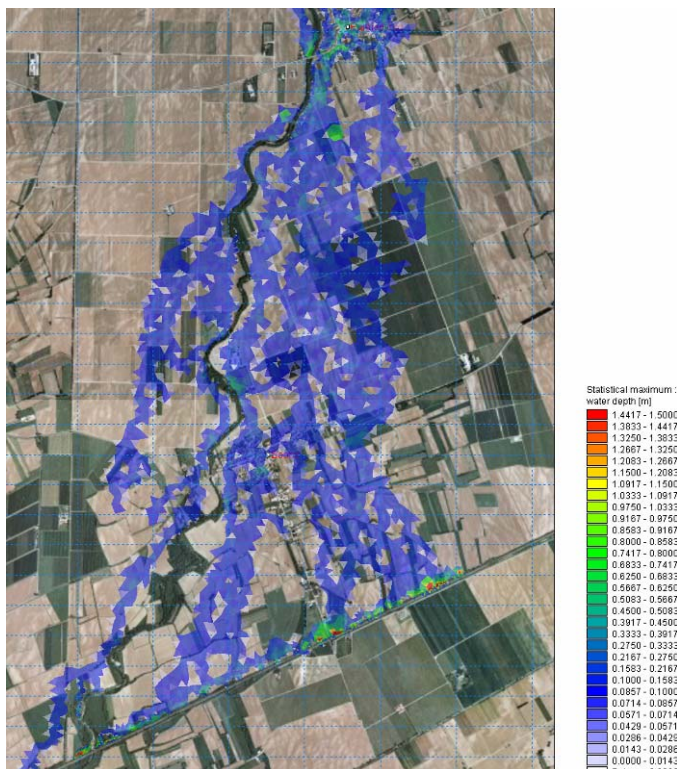 Statistical maximum :
water depth [m]
1.4417 - 1.5000
1.3833 - 1.4417
1.3250 - 1.3833
1.2667 - 1.3250
1.2083 - 1.2667
1.1500 - 1.2083
1.0917 - 1.1500
1.0333 - 1.0917
0.9750 - 1.0333
0.9167 - 0.9750
0.8583 - 0.9167
0.8000 - 0.8583
0.7417 - 0.8000
0.6833 - 0.7417
0.6250 - 0.6833
0.5667 - 0.6250
0.5083 - 0.5667
0.4500 - 0.5083
0.3917 - 0.4500
0.3333 - 0.3917
0.2750 - 0.3333
0.2167 - 0.2750
0.1583 - 0.2167
0.1000 - 0.1583
0.0857 - 0.1000
0.0714 - 0.0857
0.0571 - 0.0714
0.0429 - 0.0571
0.0286 - 0.0429
0.0143 - 0.0286
0.0000 - 0.0143